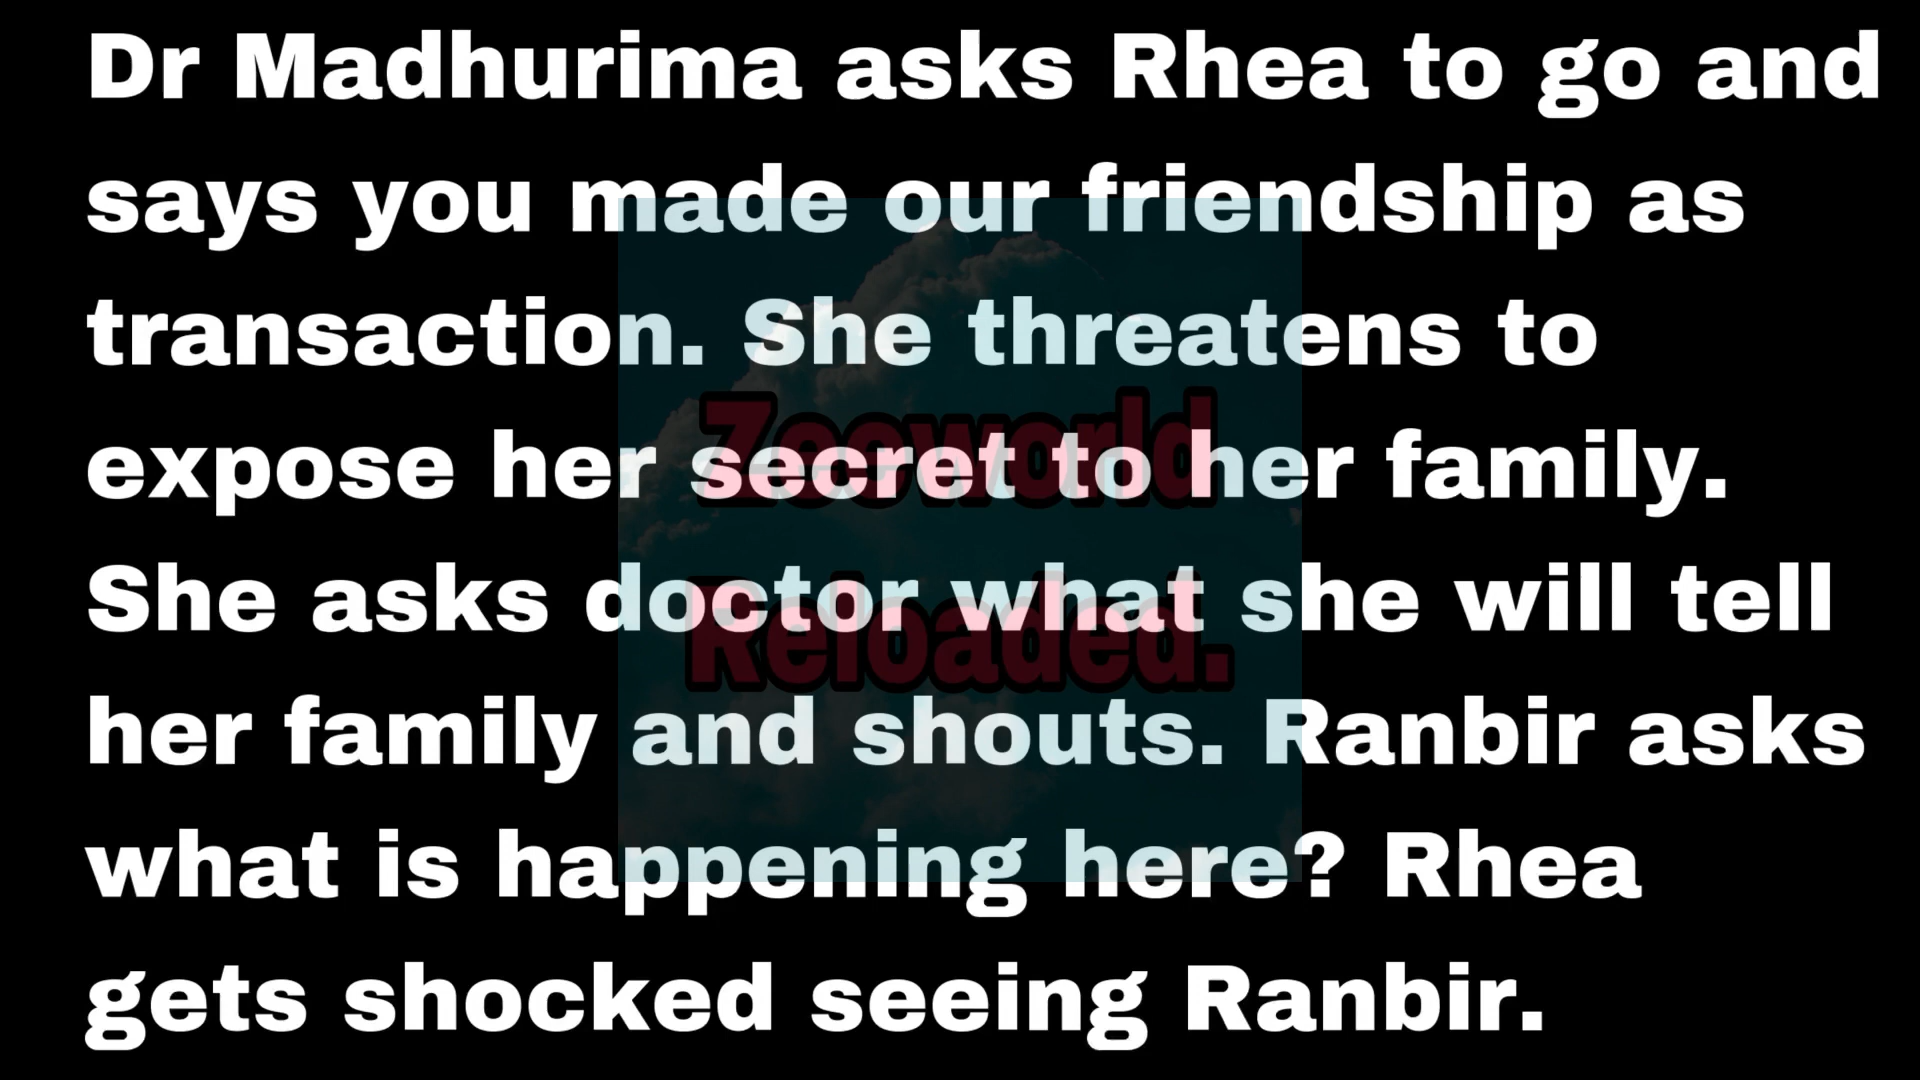 Dr Madhurima asks Rhea to go and
says you made our friendship as
transaction. She threatens to
expose her secret to her family.
Zeeworld
She asks doctor what she will tell
Reloaded.
her family and shouts. Ranbir asks
what is happening here? Rhea
gets shocked seeing Ranbir.